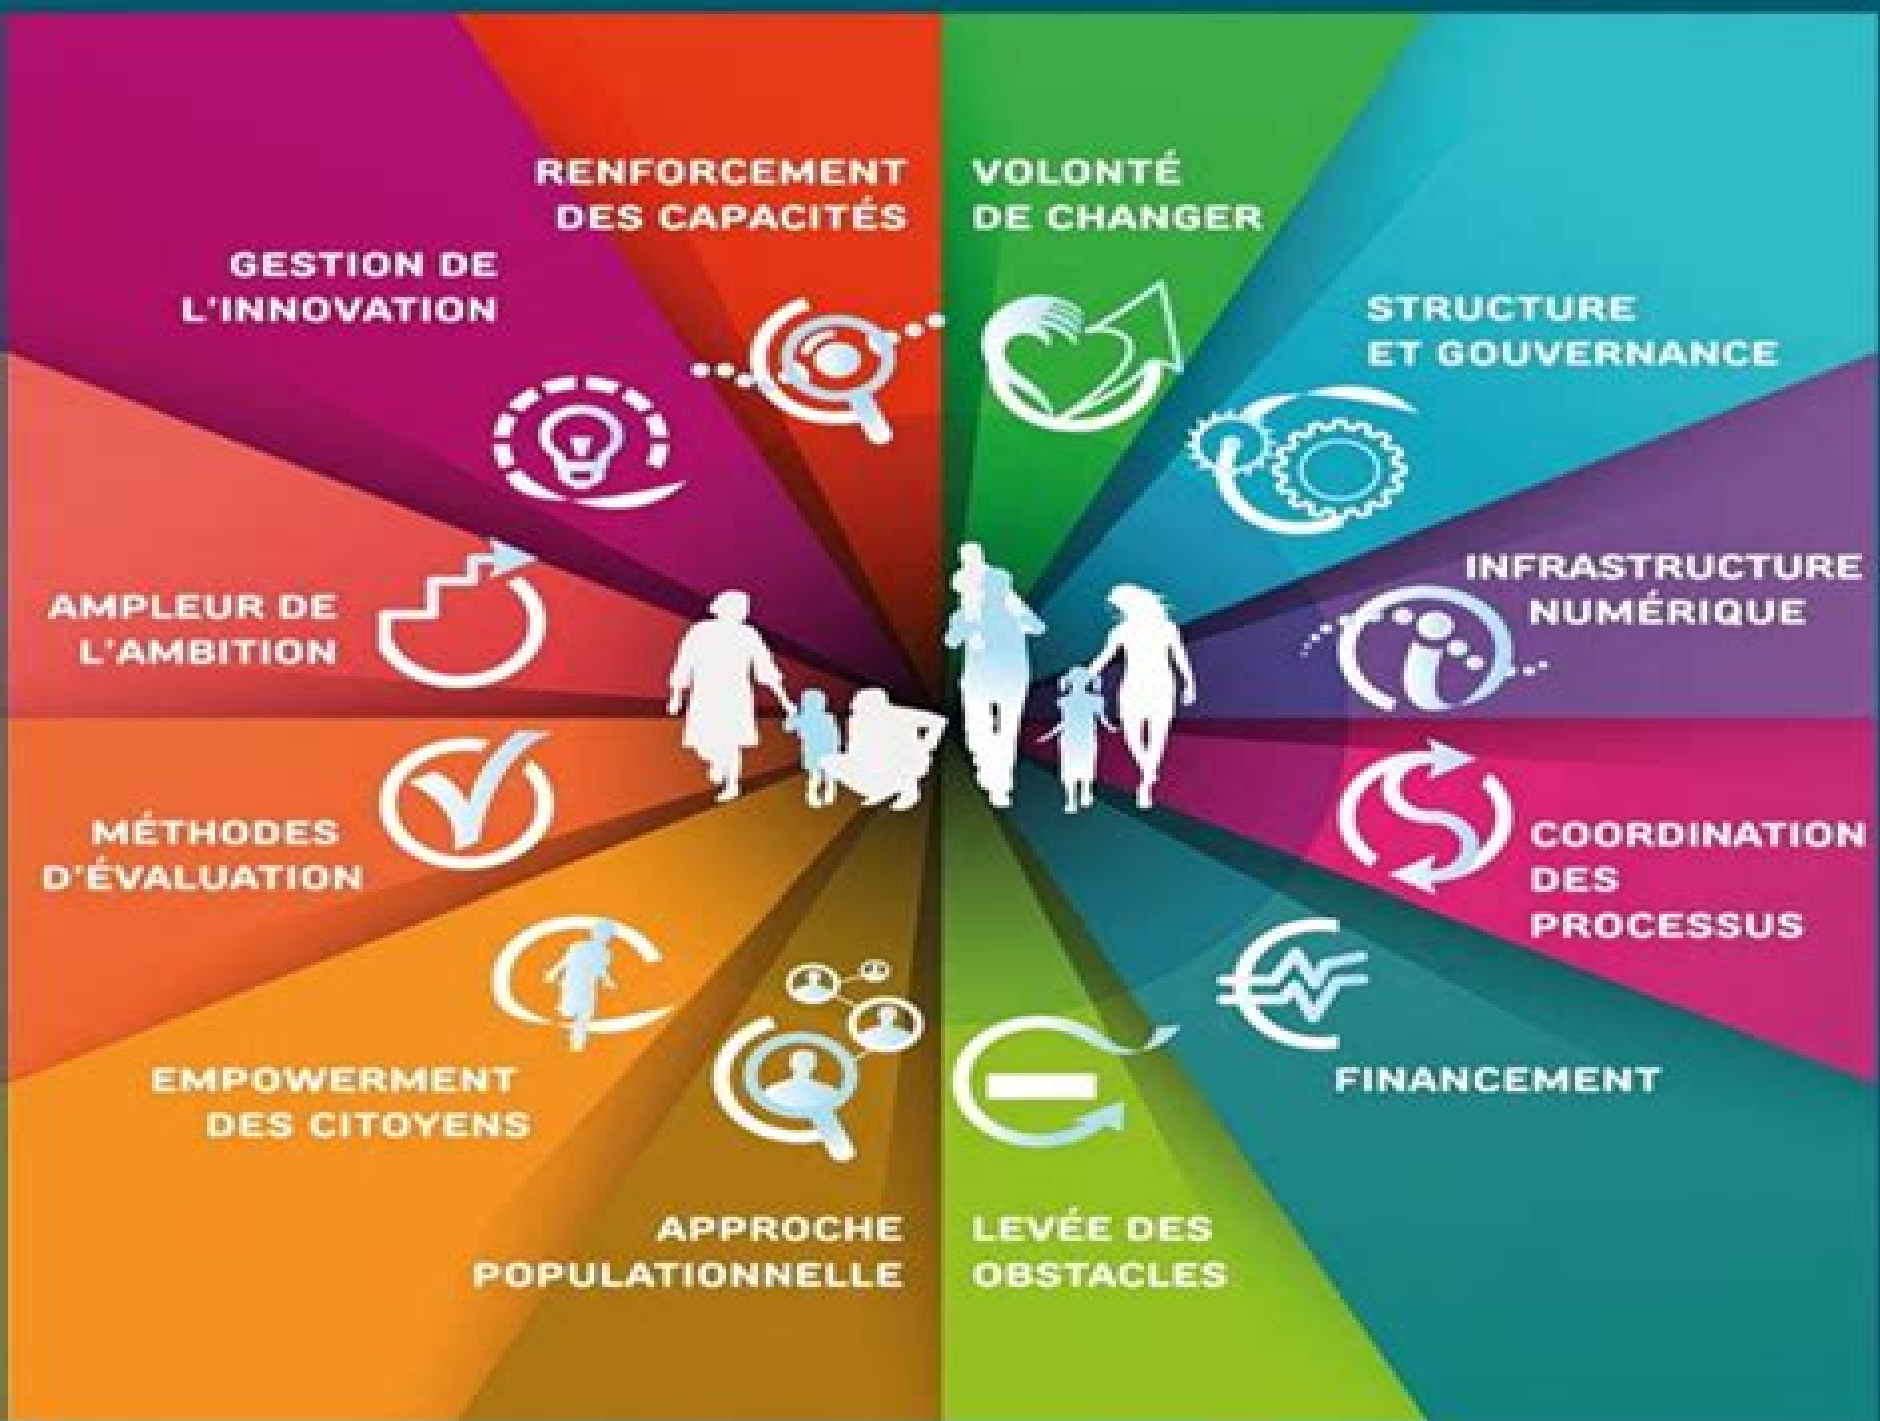 RENFORCEMENT
DES CAPACITÉS
VOLONTÉ
DE CHANGER
STRUCTURE
ET GOUVERNANCE
INFRASTRUCTURE
NUMÉRIQUE
COORDINATION
DES
PROCESSUS
FINANCEMENT
LEVÉE DES
OBSTACLES
APPROCHE
POPULATIONNELLE
EMPOWERMENT
DES CITOYENS
MÉTHODES
D'ÉVALUATION
AMPLEUR DE
L'AMBITION
GESTION DE
L'INNOVATION